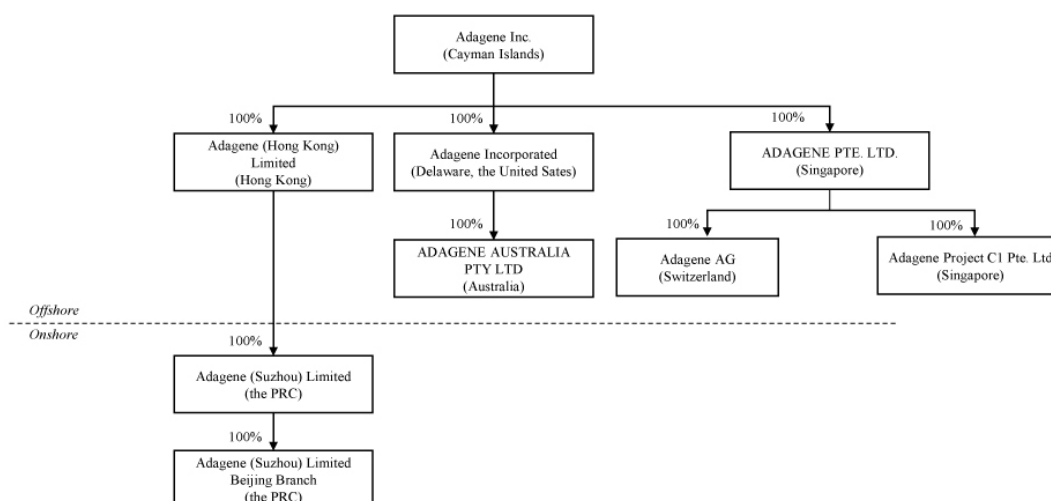 Adagene Inc.
(Cayman Islands)
100%
100%
100%
Adagene (Hong Kong)
Limited
(Hong Kong)
Adagene Incorporated
(Delaware, the United Sates)
ADAGENE PTE. LTD.
(Singapore)
100%
100%
100%
ADAGENE AUSTRALIA
PTY LTD
(Australia)
Adagene AG
(Switzerland)
Adagene Project C1 Pte. Ltd
(Singapore)
Offshore
Onshore
100%
Adagene (Suzhou) Limited
(the PRC)
100%
Adagene (Suzhou) Limited
Beijing Branch
(the PRC)